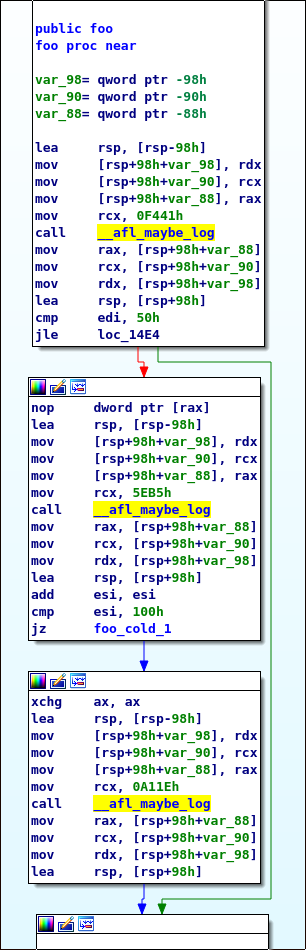 public foo
foo proc near
var_98= qword ptr -98h
var_90= qword ptr -90h
var_88= qword ptr -88h
lea rsp, [rsp-98h]
mov [rsp+98h+var_98], rdx
mov [rsp+98h+var_90], rcx
mov [rsp+98h+var_88], rax
mov rcx, 0F441h
call __afl_maybe_log
mov rax, [rsp+98h+var_88]
mov rcx, [rsp+98h+var_90]
mov rdx, [rsp+98h+var_98]
lea rsp, [rsp+98h]
cmp edi, 50h
jle loc_14E4
nop dword ptr [rax]
lea rsp, [rsp-98h]
mov [rsp+98h+var_98], rdx
mov [rsp+98h+var_90], rcx
mov [rsp+98h+var_88], rax
mov rcx, 5EB5h
call __afl_maybe_log
mov rax, [rsp+98h+var_88]
mov rcx, [rsp+98h+var_90]
mov rdx, [rsp+98h+var_98]
lea rsp, [rsp+98h]
add esi, esi
cmp esi, 100h
jz foo_cold_1
xchg ax, ax
lea rsp, [rsp-98h]
mov [rsp+98h+var_98], rdx
mov [rsp+98h+var_90], rcx
mov [rsp+98h+var_88], rax
mov rcx, 0A11Eh
call __afl_maybe_log
mov rax, [rsp+98h+var_88]
mov rcx, [rsp+98h+var_90]
mov rdx, [rsp+98h+var_98]
lea rsp, [rsp+98h]